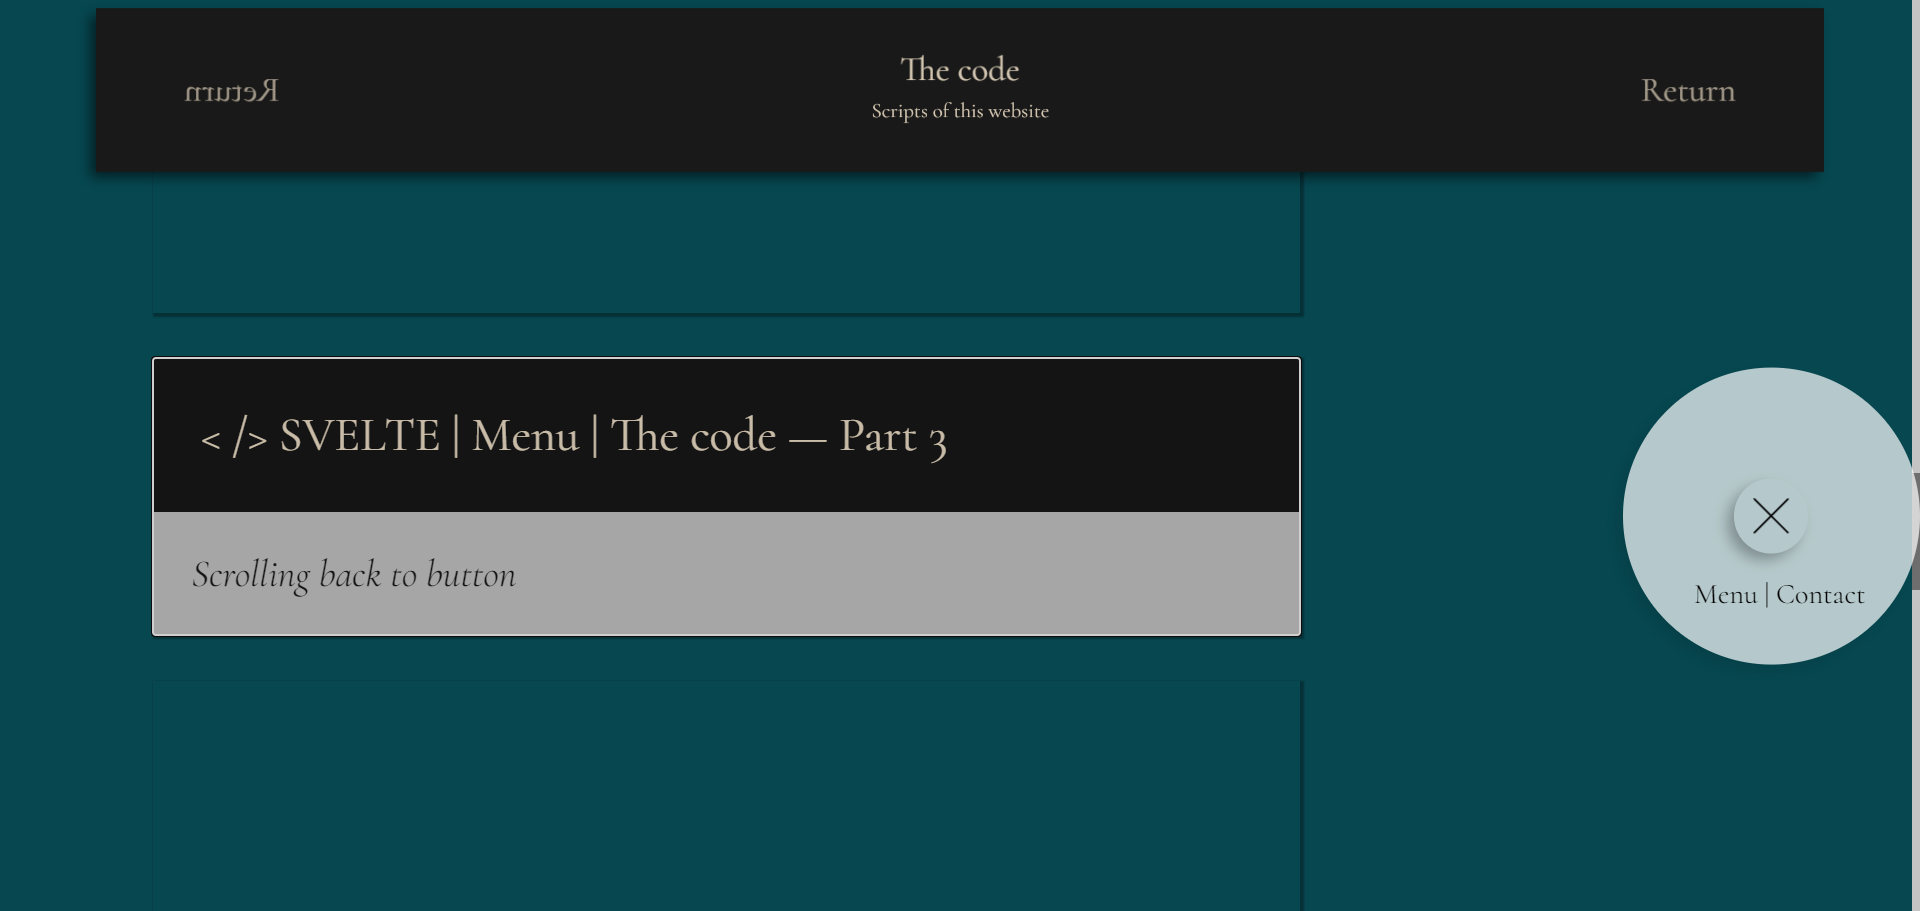 Return
The code
Scripts of this website
Return
< /> SVELTE | Menu | The code — Part 3
Scrolling back to button
Menu | Contact